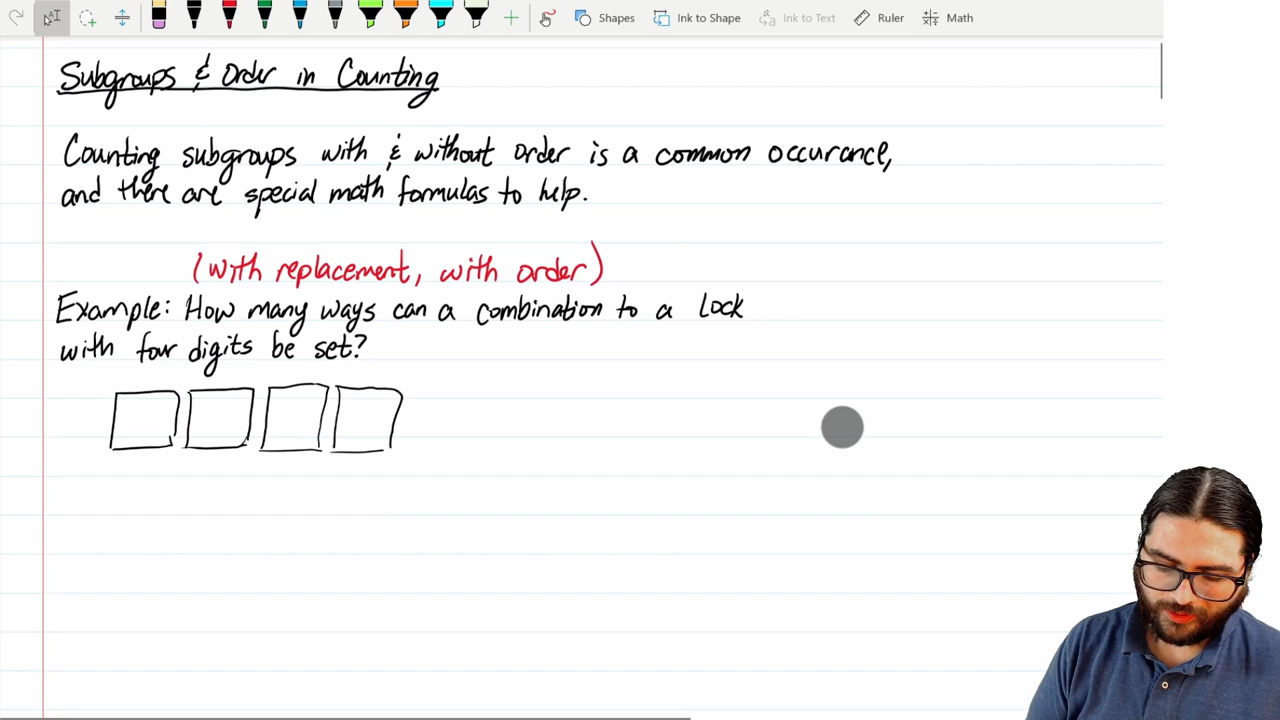 Shapes
Ink to Shape
Ink to Text
Ruler
Math
Subgroups & Order in Counting
Counting subgroups with & without order is a common occurance,
and there are special math formulas to help.
(with replacement, with order)
Example: How many ways can a combination to a lock
with four digits be set?